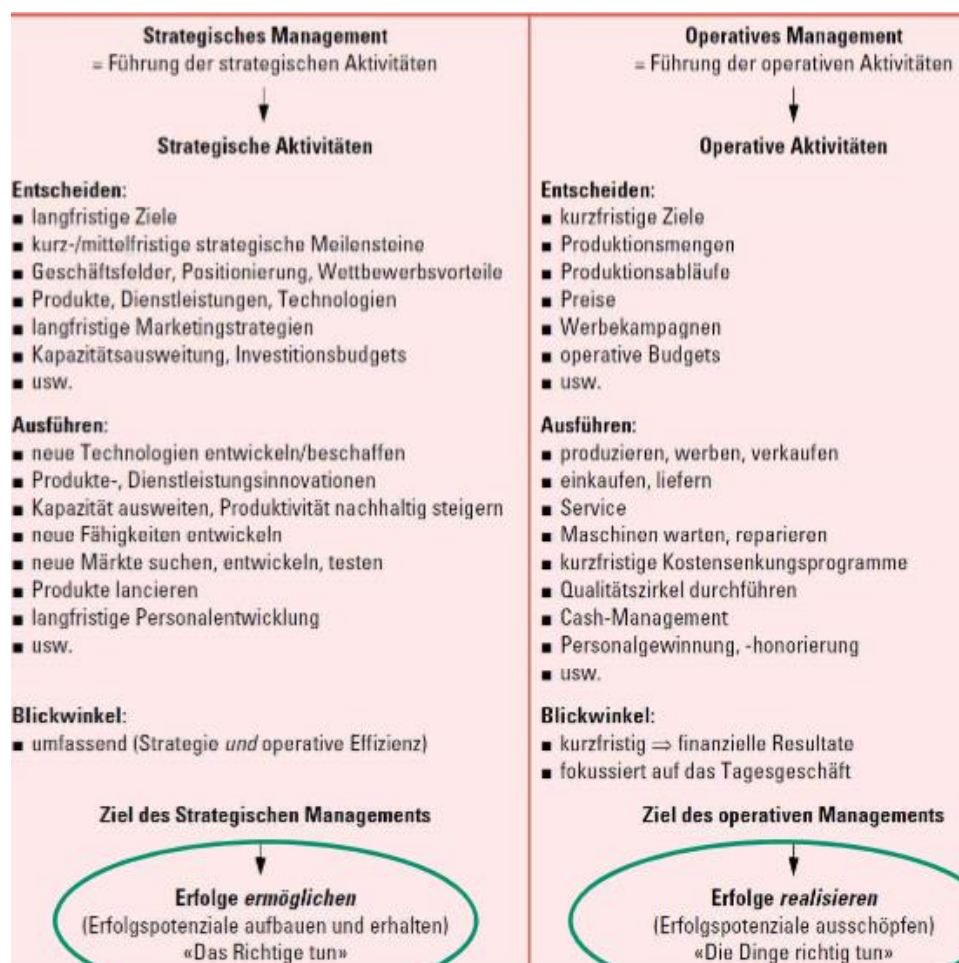 Strategisches Management
= Führung der strategischen Aktivitäten
Strategische Aktivitäten
Entscheiden:
■ langfristige Ziele
■ kurz-/mittelfristige strategische Meilensteine
■ Geschäftsfelder, Positionierung, Wettbewerbsvorteile
■ Produkte, Dienstleistungen, Technologien
■ langfristige Marketingstrategien
■ Kapazitätsausweitung, Investitionsbudgets
■ usw.
Ausführen:
■ neue Technologien entwickeln/beschaffen
■ Produkte-, Dienstleistungsinnovationen
■ Kapazität ausweiten, Produktivität nachhaltig steigern
■ neue Fähigkeiten entwickeln
■ neue Märkte suchen, entwickeln, testen
■ Produkte lancieren
■ langfristige Personalentwicklung
■ usw.
Blickwinkel:
■ umfassend (Strategie und operative Effizienz)
Ziel des Strategischen Managements
Erfolge ermöglichen
(Erfolgspotenziale aufbauen und erhalten)
«Das Richtige tun»
Operatives Management
= Führung der operativen Aktivitäten
Operative Aktivitäten
Entscheiden:
■ kurzfristige Ziele
■ Produktionsmengen
■ Produktionsabläufe
■ Preise
■ Werbekampagnen
■ operative Budgets
■ usw.
Ausführen:
■ produzieren, werben, verkaufen
■ einkaufen, liefern
■ Service
■ Maschinen warten, reparieren
■ kurzfristige Kostensenkungsprogramme
■ Qualitätszirkel durchführen
■ Cash-Management
■ Personalgewinnung, -honorierung
■ usw.
Blickwinkel:
■ kurzfristig ⇒ finanzielle Resultate
■ fokussiert auf das Tagesgeschäft
Ziel des operativen Managements
Erfolge realisieren
(Erfolgspotenziale ausschöpfen)
«Die Dinge richtig tun»